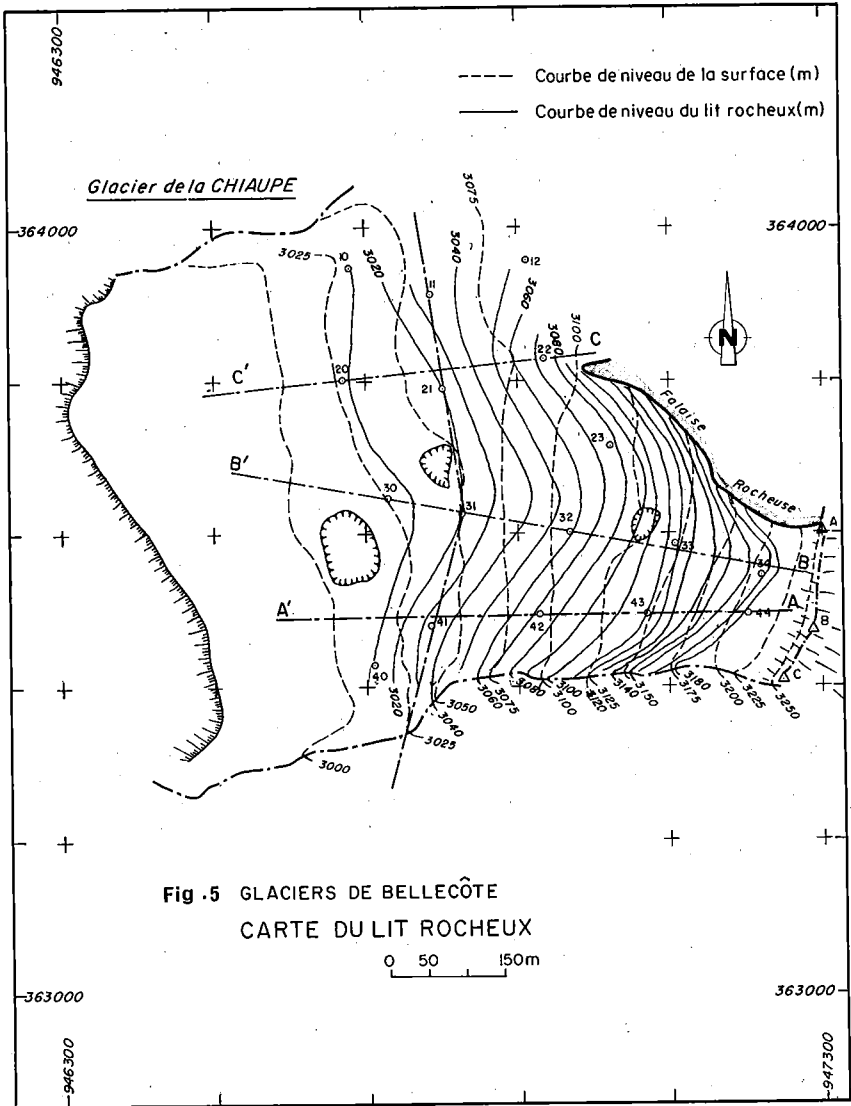 946300
Courbe de niveau de la surface (m)
Courbe de niveau du lit rocheux (m)
Glacier de la CHIAUPE
3075
364000
364000
3025
10
3020
3040
12
11
3060
N
3080
3100
C
22
C'
20
21
Falaise
23
B'
Rocheuse
30
31
32
33
A
34
B
A'
A
41
42
43
44
B
40
C
3020
3050
3040
3025
3000
3060
3075
3080
3100
3100
3125
3120
3140
3150
3175
3180
3200
3225
3250
Fig .5 GLACIERS DE BELLECÔTE
CARTE DU LIT ROCHEUX
0 50 150m
363000
363000
946300
947300